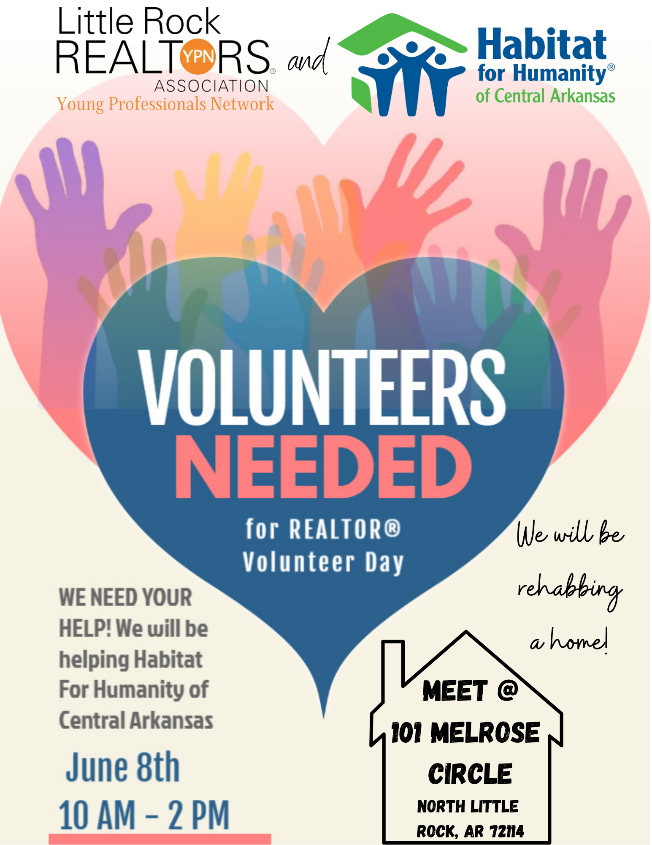 Little Rock
REALTORS®
YPN
ASSOCIATION
Young Professionals Network
and
Habitat
for Humanity®
of Central Arkansas
VOLUNTEERS
NEEDED
for REALTOR®
Volunteer Day
We will be
rehabbing
a home!
WE NEED YOUR
HELP! We will be
helping Habitat
For Humanity of
Central Arkansas
June 8th
10 AM – 2 PM
MEET @
101 MELROSE
CIRCLE
NORTH LITTLE
ROCK, AR 72114